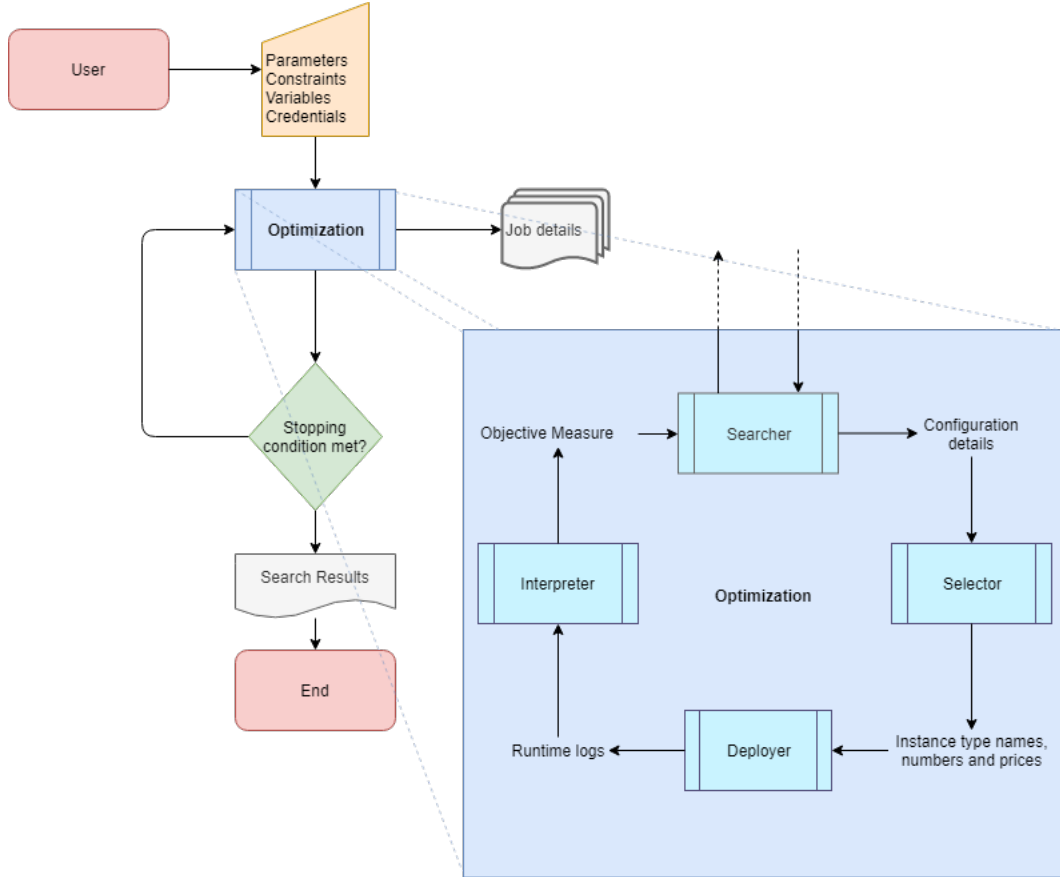 User
Parameters
Constraints
Variables
Credentials
Optimization
Job details
Stopping
condition met?
Search Results
End
Objective Measure
Searcher
Configuration
details
Interpreter
Optimization
Selector
Runtime logs
Deployer
Instance type names,
numbers and prices